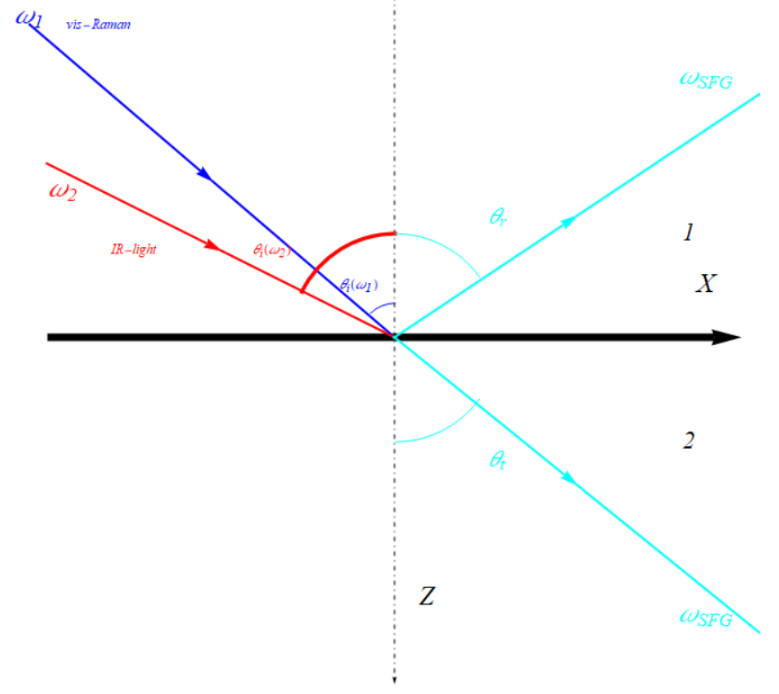 ω1 vis-Raman
ωSFG
ω2
θr
IR-light
θi(ω2)
θi(ω1)
1
X
2
θt
Z
ωSFG